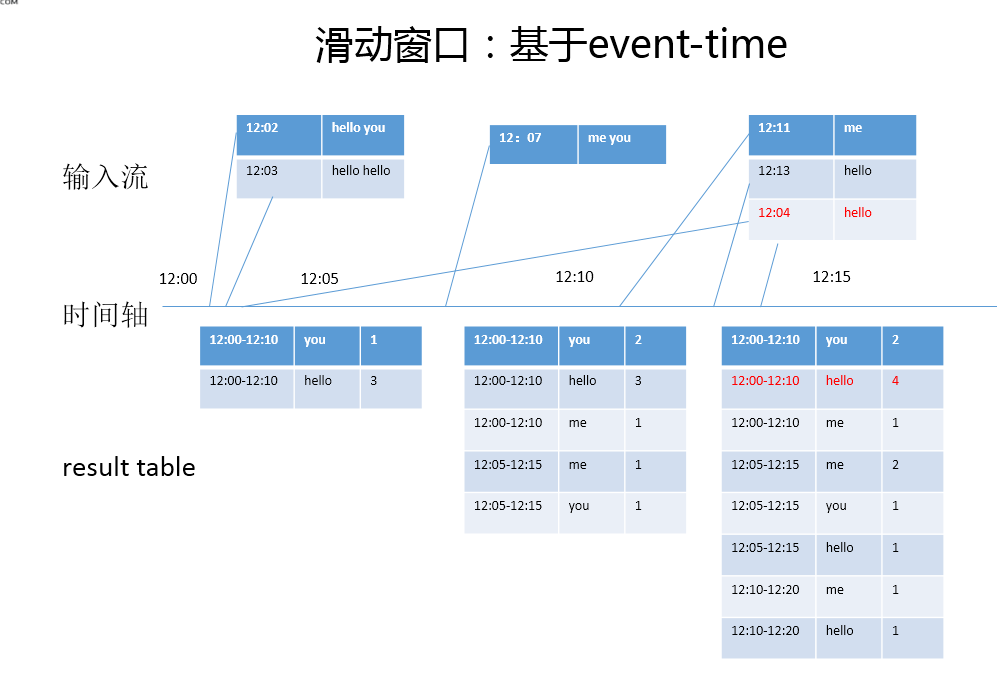 COM
滑动窗口：基于event-time
12:02 hello you
12:03 hello hello
12：07 me you
12:11 me
12:13 hello
12:04 hello
输入流
12:00 12:05 12:10 12:15
时间轴
12:00-12:10 you 1
12:00-12:10 hello 3
12:00-12:10 you 2
12:00-12:10 hello 3
12:00-12:10 me 1
12:05-12:15 me 1
12:05-12:15 you 1
12:00-12:10 you 2
12:00-12:10 hello 4
12:00-12:10 me 1
12:05-12:15 me 2
12:05-12:15 you 1
12:05-12:15 hello 1
12:10-12:20 me 1
12:10-12:20 hello 1
result table